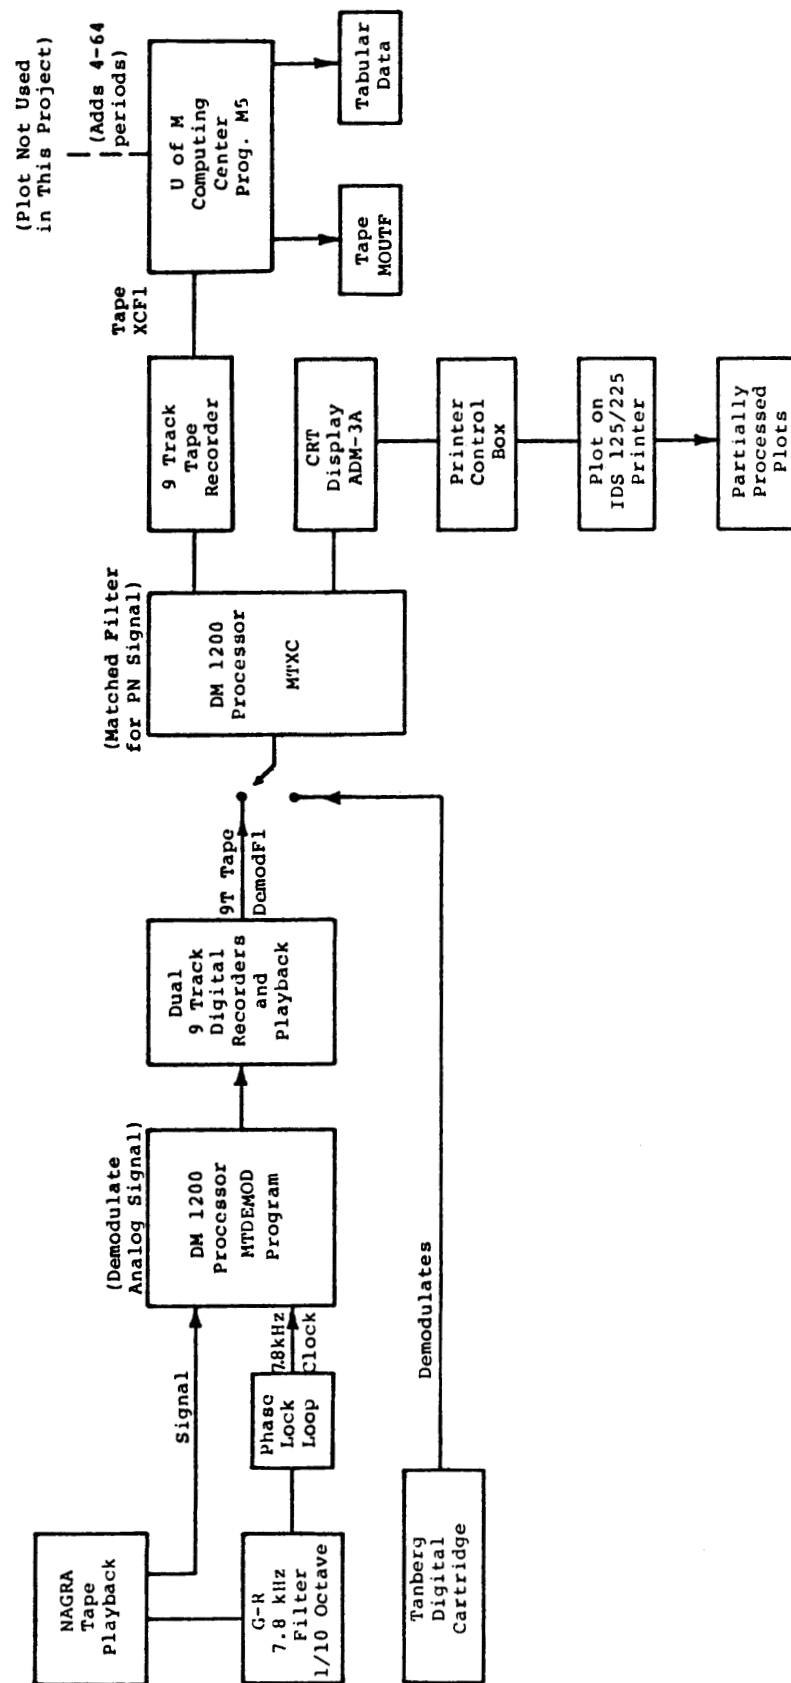 NAGRA
Tape
Playback
Signal
G-R
7.8 kHz
Filter
1/10 Octave
Phase
Lock
Loop
7.8kHz
Clock
Tanberg
Digital
Cartridge
Demodulates
(Demodulate
Analog Signal)
DM 1200
Processor
MTDEMOD
Program
Dual
9 Track
Digital
Recorders
and
Playback
9T Tape
DemodF1
(Matched Filter
for PN Signal)
DM 1200
Processor
MTXC
9 Track
Tape
Recorder
Tape
XCF1
CRT
Display
ADM-3A
Printer
Control
Box
Plot on
IDS 125/225
Printer
Partially
Processed
Plots
(Plot Not Used
in This Project)
(Adds 4-64
periods)
U of M
Computing
Center
Prog. M5
Tape
MOUTF
Tabular
Data